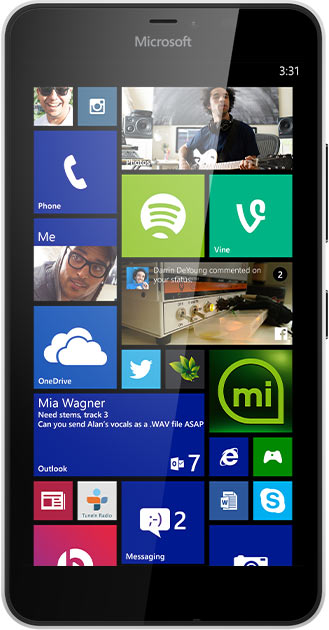 Microsoft
3:31
Photos
Phone
Vine
Me
Damn DeYoung commented on
your status.
2
OneDrive
mi
Mia Wagner
Need stems, track 3
Can you send Alan's vocals as a .WAV file ASAP
Outlook
7
TuneIn Radio
2
Messaging